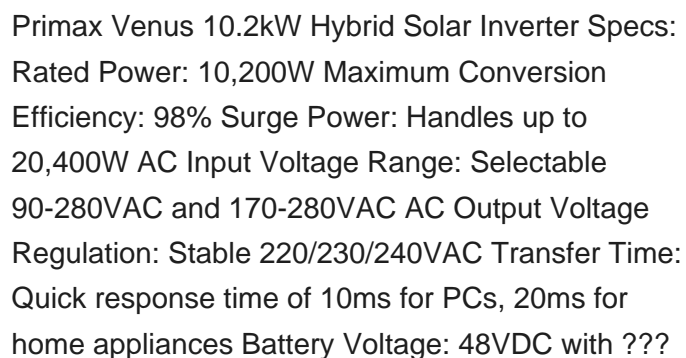 Primax Venus 10.2kW Hybrid Solar Inverter Specs:
Rated Power: 10,200W Maximum Conversion
Efficiency: 98% Surge Power: Handles up to
20,400W AC Input Voltage Range: Selectable
90-280VAC and 170-280VAC AC Output Voltage
Regulation: Stable 220/230/240VAC Transfer Time:
Quick response time of 10ms for PCs, 20ms for
home appliances Battery Voltage: 48VDC with ???